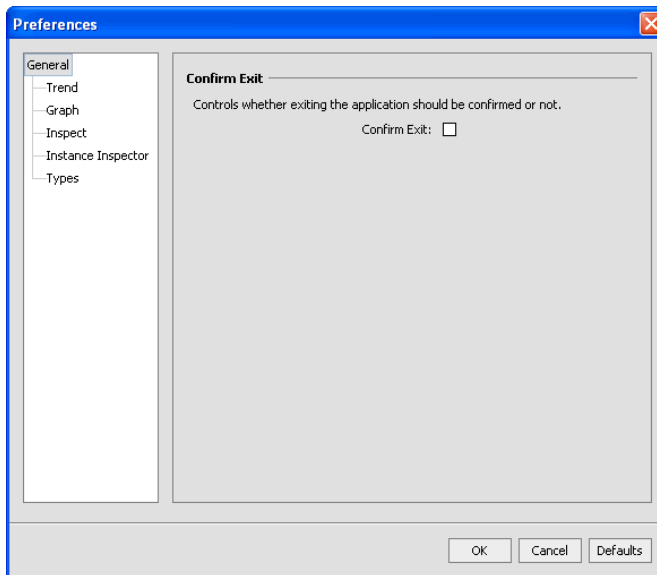 Preferences
General
Trend
Graph
Inspect
Instance Inspector
Types
Confirm Exit
Controls whether exiting the application should be confirmed or not.
Confirm Exit:
OK
Cancel
Defaults